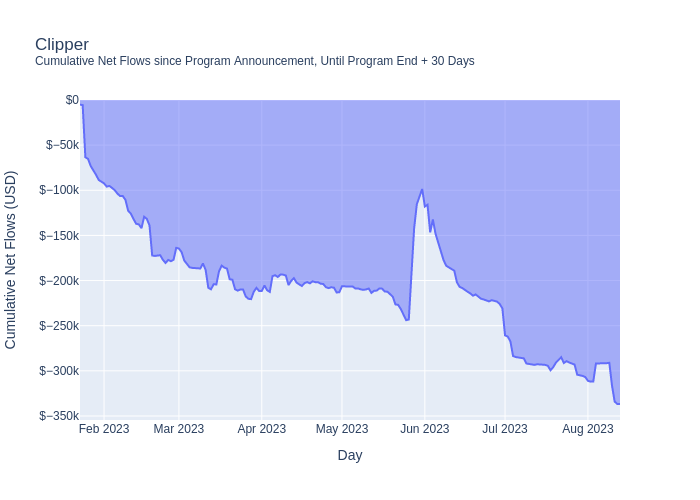 Clipper
Cumulative Net Flows since Program Announcement, Until Program End + 30 Days
$0
$−50k
$−100k
$−150k
$−200k
$−250k
$−300k
$−350k
Cumulative Net Flows (USD)
Feb 2023 Mar 2023 Apr 2023 May 2023 Jun 2023 Jul 2023 Aug 2023
Day